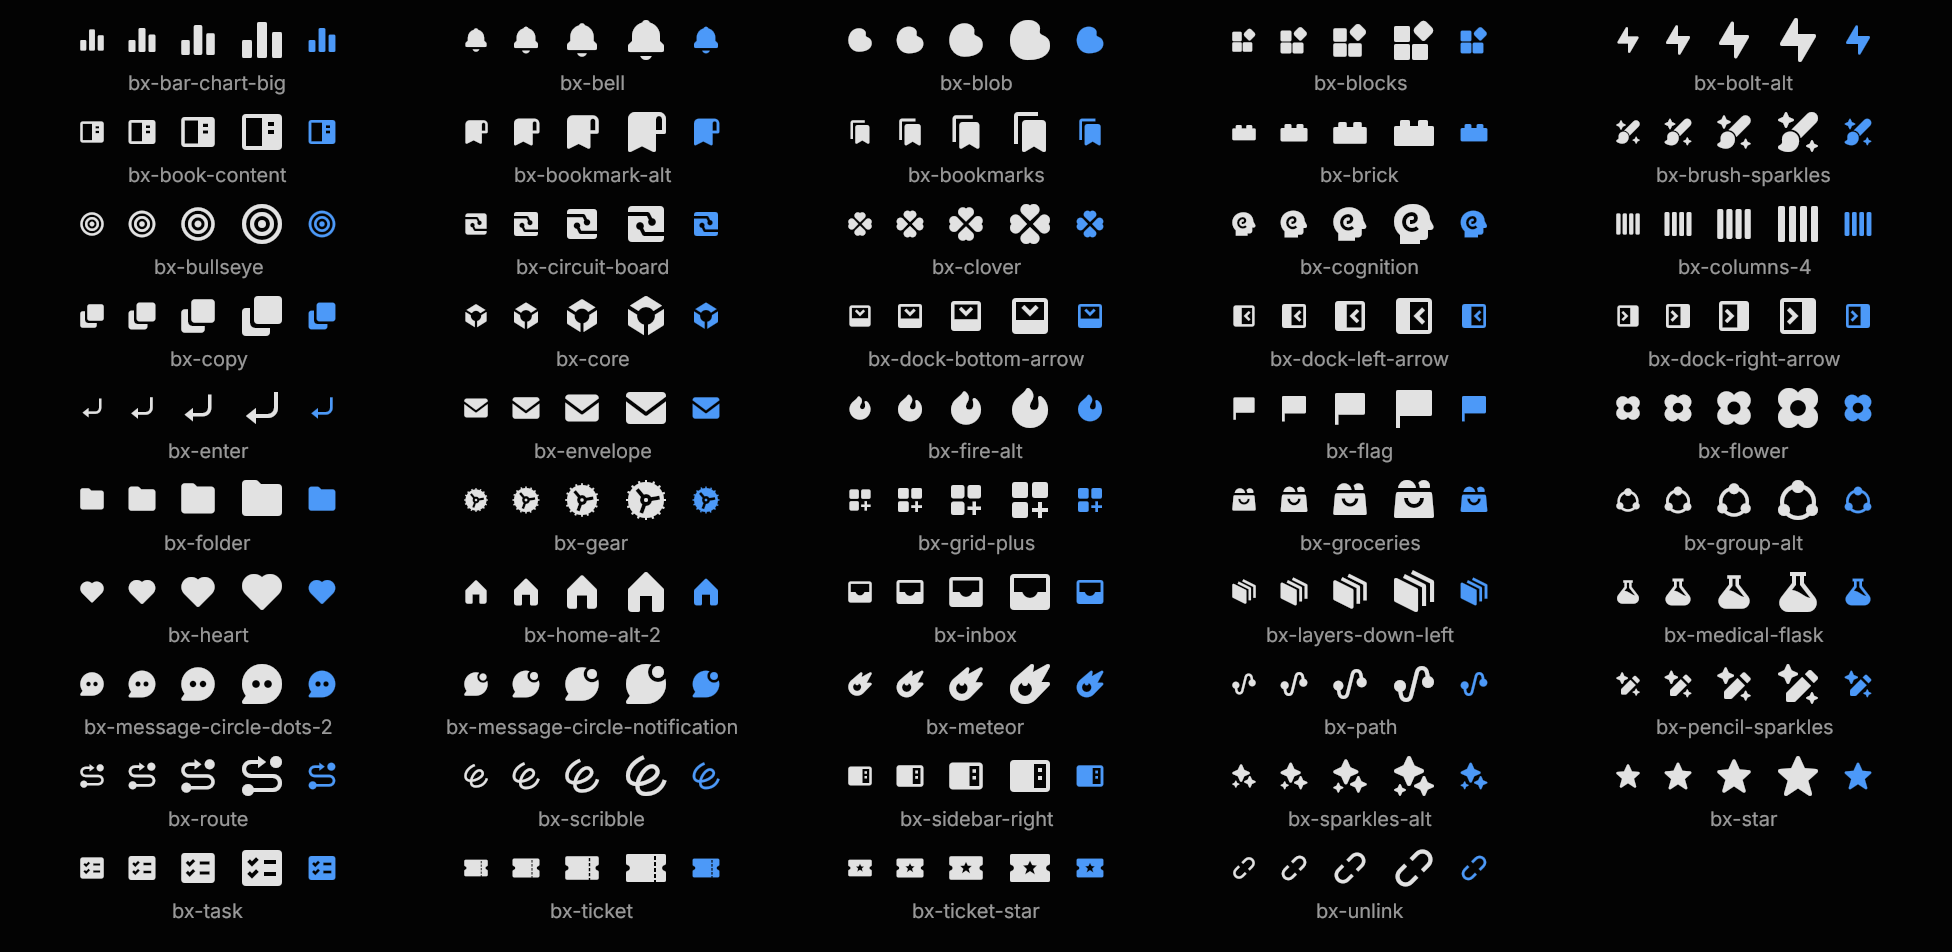 bx-bar-chart-big
bx-bell
bx-blob
bx-blocks
bx-bolt-alt
bx-book-content
bx-bookmark-alt
bx-bookmarks
bx-brick
bx-brush-sparkles
bx-bullseye
bx-circuit-board
bx-clover
bx-cognition
bx-columns-4
bx-copy
bx-core
bx-dock-bottom-arrow
bx-dock-left-arrow
bx-dock-right-arrow
bx-enter
bx-envelope
bx-fire-alt
bx-flag
bx-flower
bx-folder
bx-gear
bx-grid-plus
bx-groceries
bx-group-alt
bx-heart
bx-home-alt-2
bx-inbox
bx-layers-down-left
bx-medical-flask
bx-message-circle-dots-2
bx-message-circle-notification
bx-meteor
bx-path
bx-pencil-sparkles
bx-route
bx-scribble
bx-sidebar-right
bx-sparkles-alt
bx-star
bx-task
bx-ticket
bx-ticket-star
bx-unlink